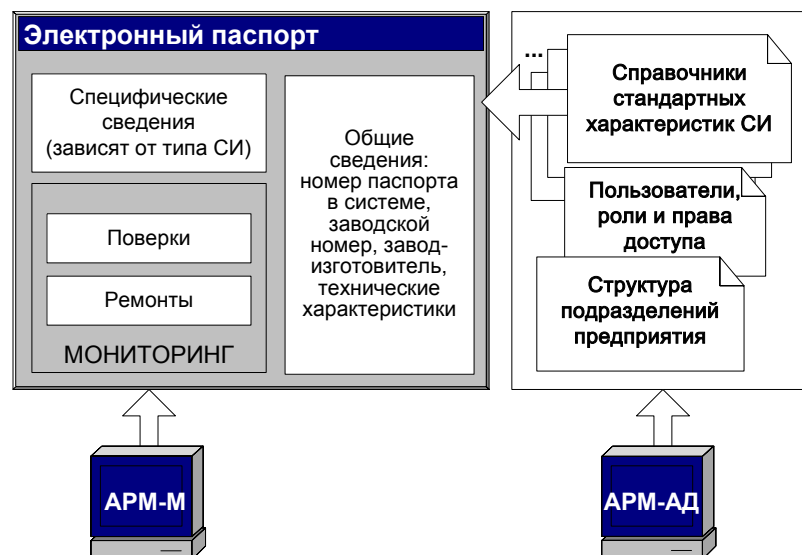 Электронный паспорт
Специфические
сведения
(зависят от типа СИ)
Поверки
Ремонты
МОНИТОРИНГ
Общие
сведения:
номер паспорта
в системе,
заводской
номер, завод-
изготовитель,
технические
характеристики
...
Справочники
стандартных
характеристик СИ
Пользователи,
роли и права
доступа
Структура
подразделений
предприятия
АРМ-М
АРМ-АД